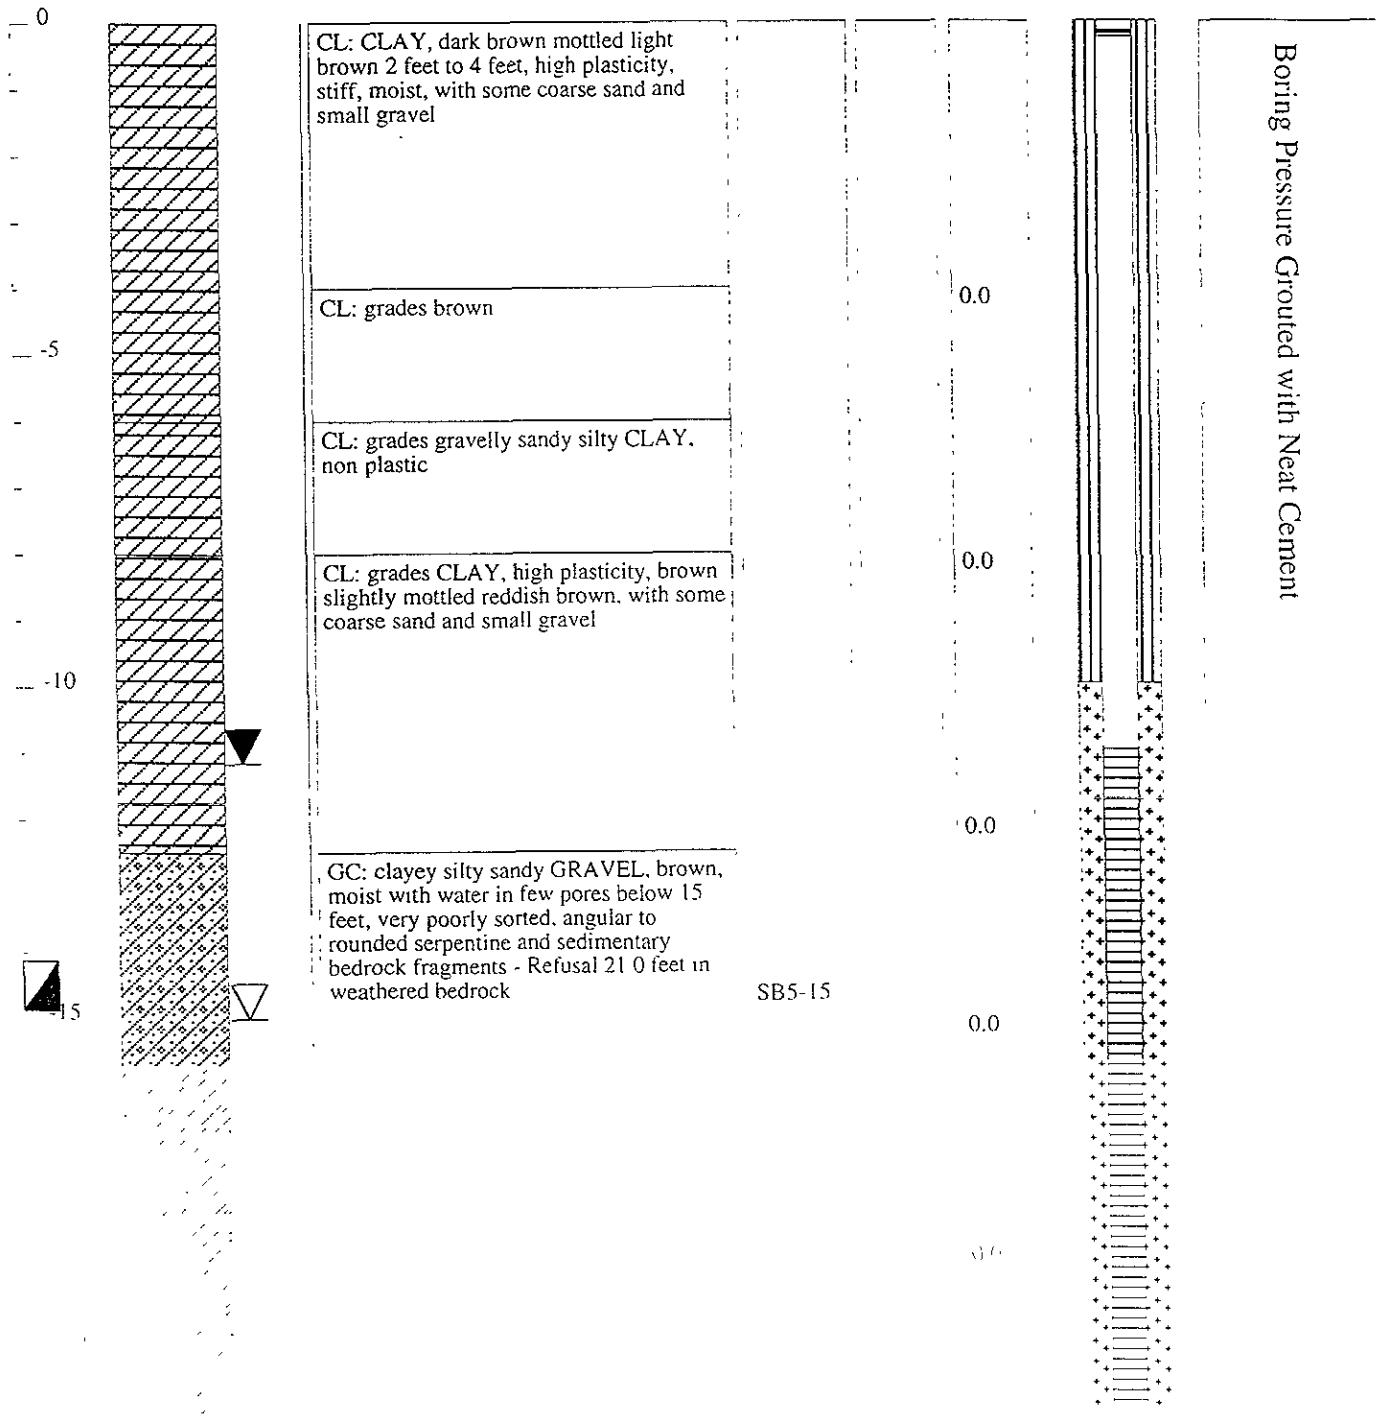 0
CL: CLAY, dark brown mottled light
brown 2 feet to 4 feet, high plasticity,
stiff, moist, with some coarse sand and
small gravel
Boring Pressure Grouted with Neat Cement
0.0
CL: grades brown
-5
CL: grades gravelly sandy silty CLAY,
non plastic
0.0
CL: grades CLAY, high plasticity, brown
slightly mottled reddish brown, with some
coarse sand and small gravel
-10
0.0
GC: clayey silty sandy GRAVEL, brown,
moist with water in few pores below 15
feet, very poorly sorted, angular to
rounded serpentine and sedimentary
bedrock fragments - Refusal 21 0 feet in
weathered bedrock
SB5-15
-15
0.0